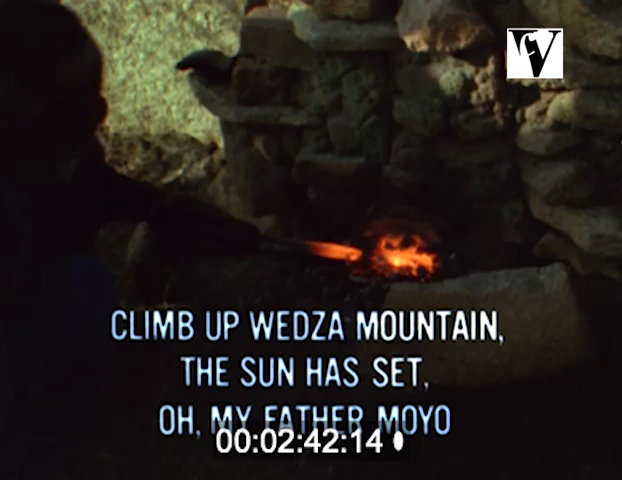 CLIMB UP WEDZA MOUNTAIN,
THE SUN HAS SET,
OH, MY FATHER MOYO
00:02:42:14